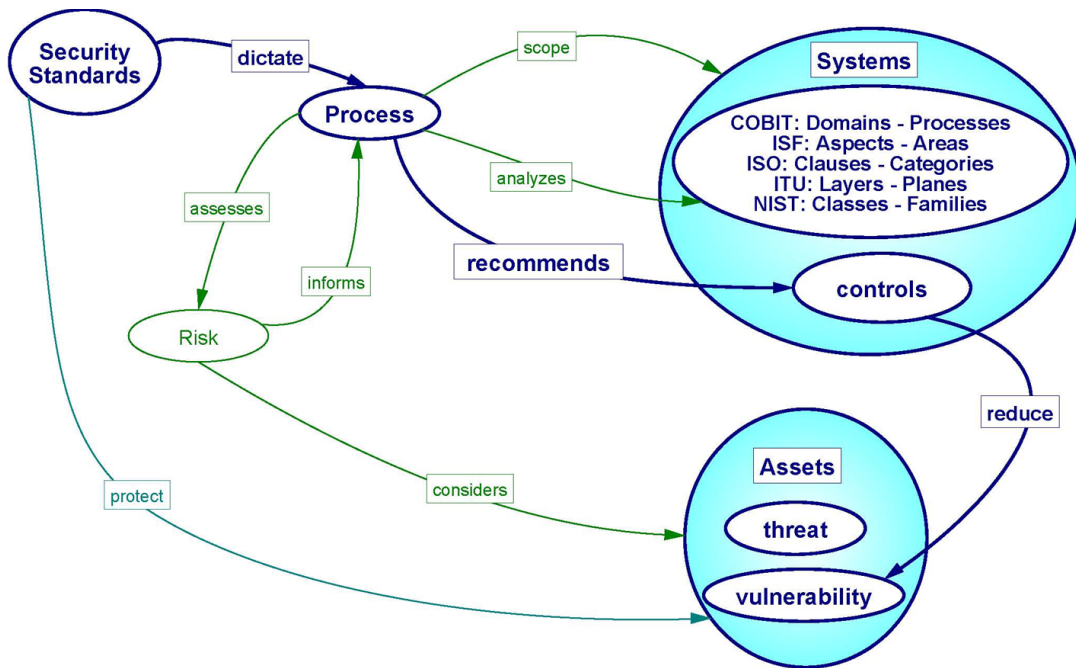 Security
Standards
dictate
Process
scope
Systems
COBIT: Domains - Processes
ISF: Aspects - Areas
ISO: Clauses - Categories
ITU: Layers - Planes
NIST: Classes - Families
analyzes
assesses
recommends
informs
controls
Risk
reduce
Assets
considers
protect
threat
vulnerability